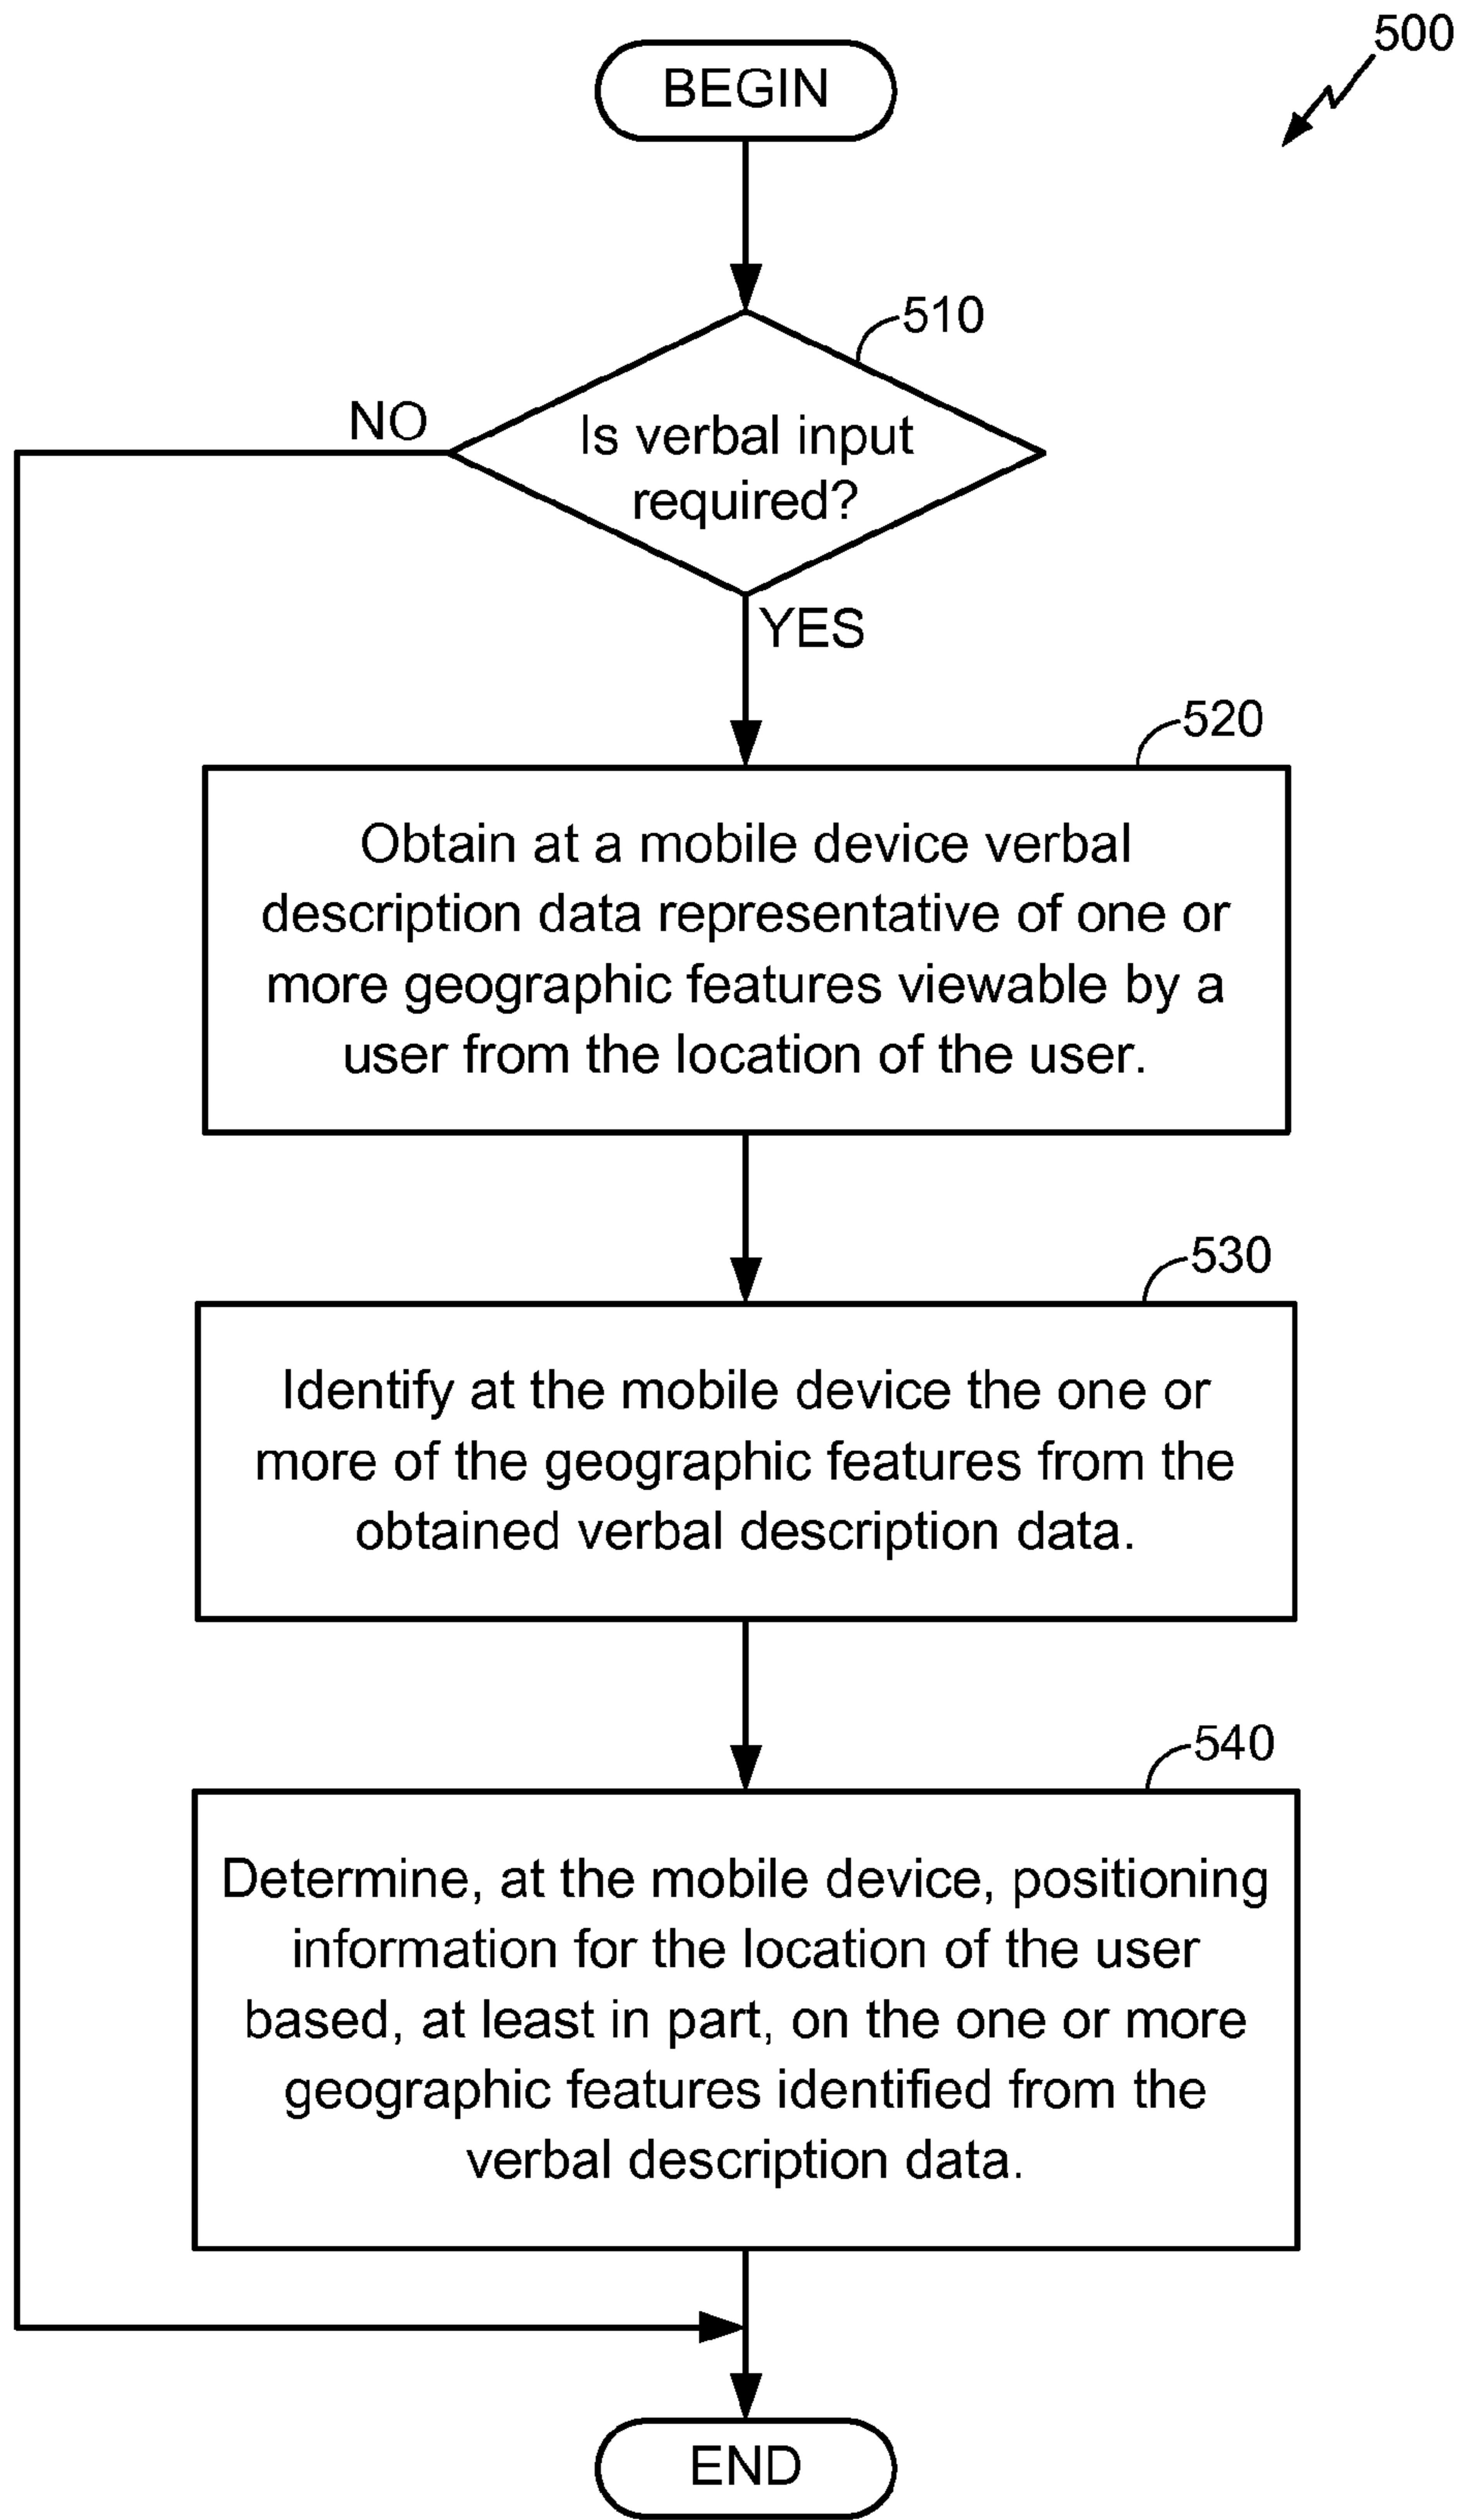 500
BEGIN
510
NO
Is verbal input
required?
YES
520
Obtain at a mobile device verbal
description data representative of one or
more geographic features viewable by a
user from the location of the user.
530
Identify at the mobile device the one or
more of the geographic features from the
obtained verbal description data.
540
Determine, at the mobile device, positioning
information for the location of the user
based, at least in part, on the one or more
geographic features identified from the
verbal description data.
END